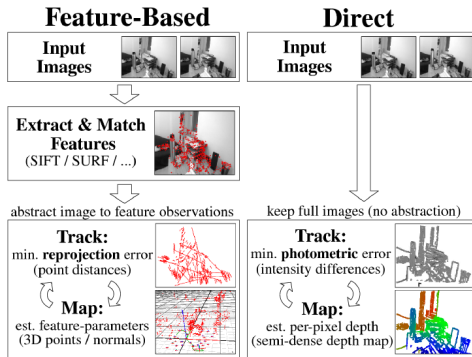 Feature-Based
Input
Images
Extract & Match
Features
(SIFT / SURF / ...)
abstract image to feature observations
Track:
min. reprojection error
(point distances)
Map:
est. feature-parameters
(3D points / normals)
Direct
Input
Images
keep full images (no abstraction)
Track:
min. photometric error
(intensity differences)
Map:
est. per-pixel depth
(semi-dense depth map)